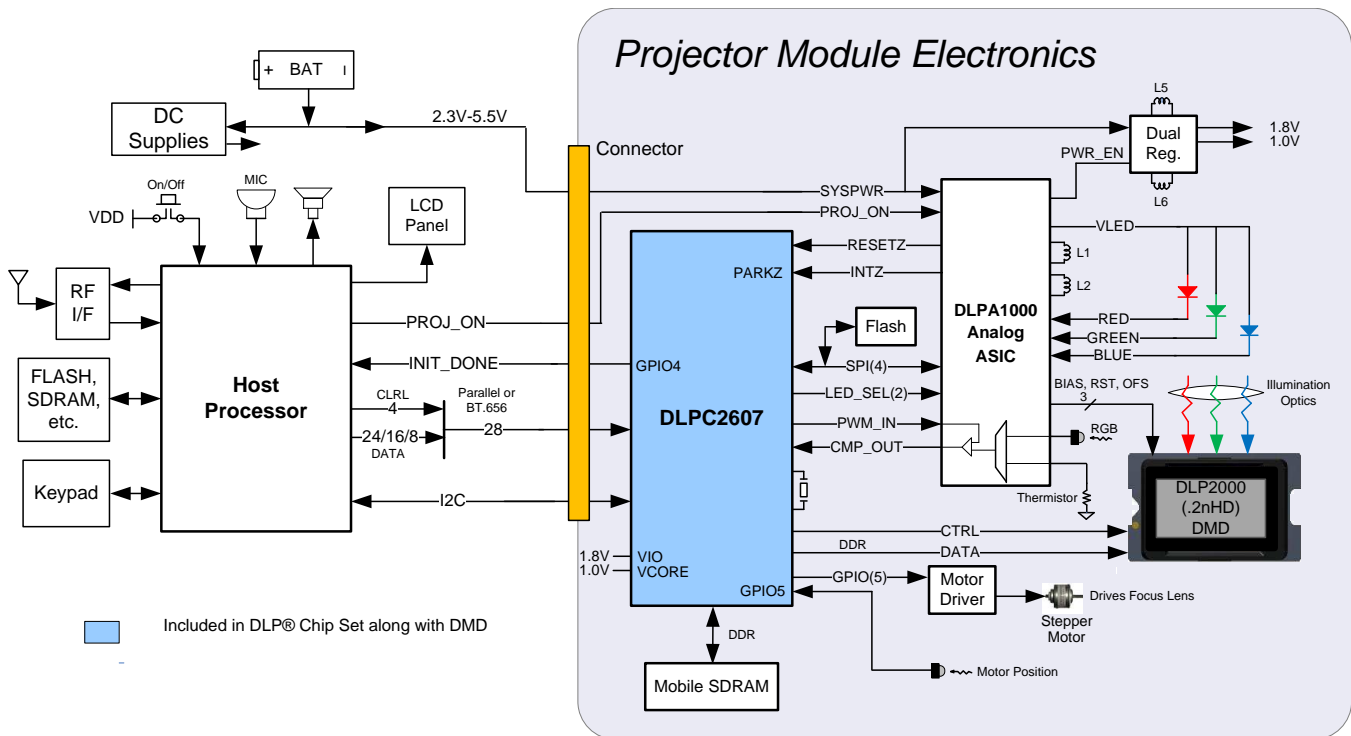 Projector Module Electronics
+ BAT I
DC
Supplies
2.3V-5.5V
Connector
L5
Dual
Reg.
L6
1.8V
1.0V
PWR_EN
On/Off
MIC
VDD
LCD
Panel
SYSPWR
PROJ_ON
RESETZ
PARKZ
INTZ
VLED
L1
L2
RF
I/F
PROJ_ON
Flash
DLPA1000
Analog
ASIC
RED
GREEN
BLUE
INIT_DONE
GPIO4
SPI(4)
FLASH,
SDRAM,
etc.
Host
Processor
CLRL
4
Parallel or
BT.656
24/16/8
DATA
28
DLPC2607
LED_SEL(2)
PWM_IN
CMP_OUT
BIAS, RST, OFS
3
Illumination
Optics
RGB
Keypad
I2C
Thermistor
DLP2000
(.2nHD)
DMD
CTRL
DDR
DATA
1.8V
VIO
1.0V
VCORE
GPIO5
GPIO(5)
Motor
Driver
Drives Focus Lens
Stepper
Motor
Included in DLP® Chip Set along with DMD
DDR
Mobile SDRAM
Motor Position